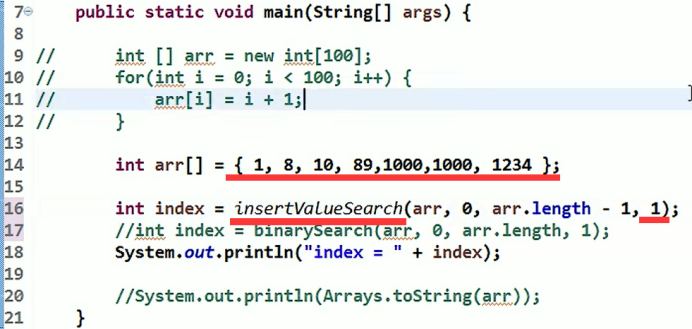 7 public static void main(String[] args) {
8
9 // int [] arr = new int[100];
10 // for(int i = 0; i < 100; i++) {
11 // arr[i] = i + 1;
12 // }
13
14 int arr[] = { 1, 8, 10, 89,1000,1000, 1234 };
15
16 int index = insertValueSearch(arr, 0, arr.length - 1, 1);
17 //int index = binarySearch(arr, 0, arr.length, 1);
18 System.out.println("index = " + index);
19
20 //System.out.println(Arrays.toString(arr));
21 }